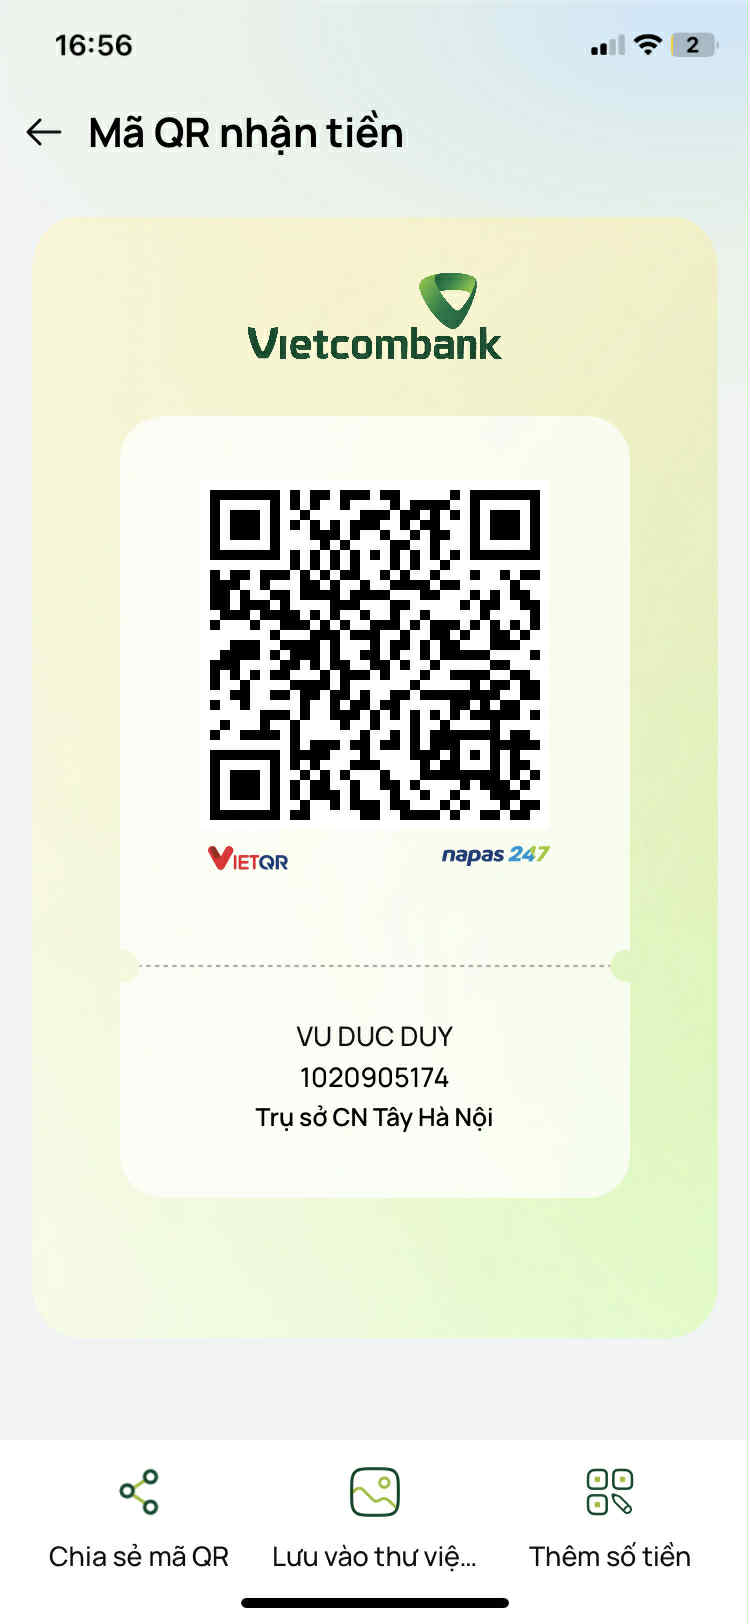 16:56
2
Mã QR nhận tiền
Vietcombank
VIETQR
napas 247
VU DUC DUY
1020905174
Trụ sở CN Tây Hà Nội
Chia sẻ mã QR
Lưu vào thư việ...
Thêm số tiền